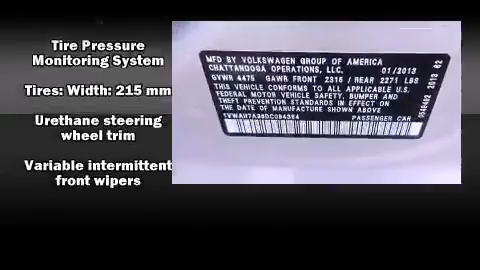 Tire Pressure
Monitoring System
Tires: Width: 215 mm
Urethane steering
wheel trim
Variable intermittent
front wipers
MFD BY VOLKSWAGEN GROUP OF AMERICA
CHATTANOOGA OPERATIONS, LLC. 01/2013
GVWR 4475 GAWR FRONT 2315 / REAR 2271 LBS
THIS VEHICLE CONFORMS TO ALL APPLICABLE U.S.
FEDERAL MOTOR VEHICLE SAFETY, BUMPER, AND
THEFT PREVENTION STANDARDS IN EFFECT ON
THE DATE OF MANUFACTURE SHOWN ABOVE.
PASSENGER CAR